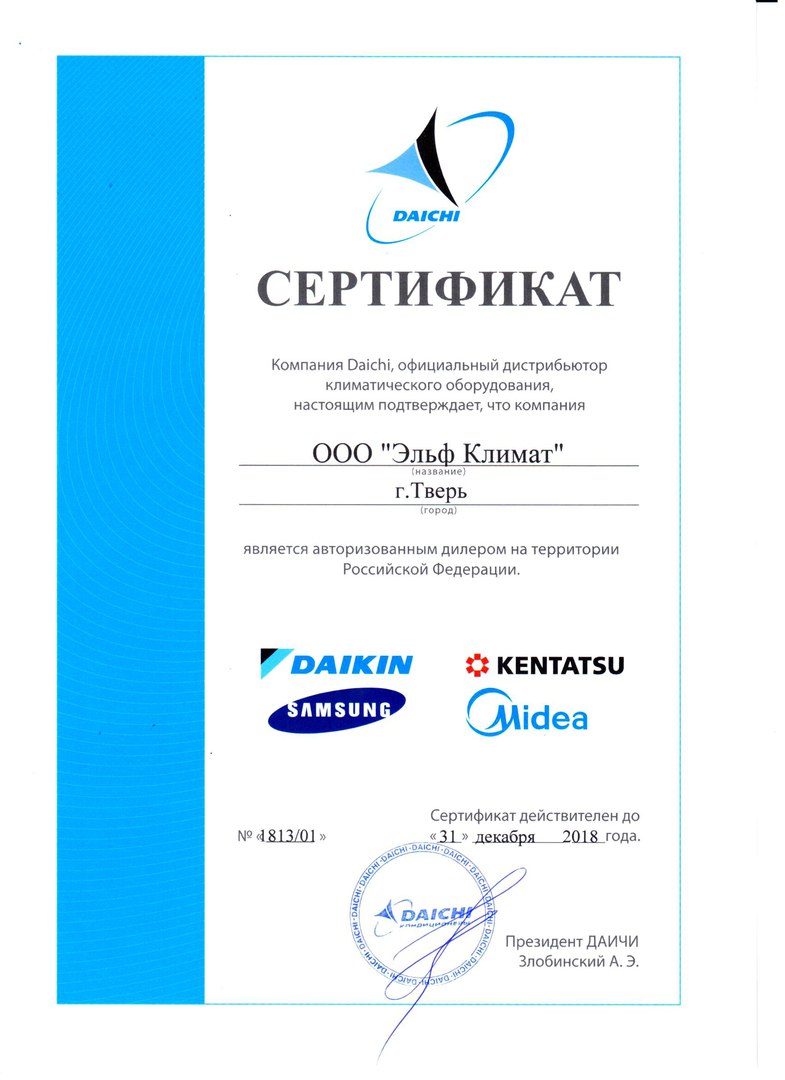 DAICHI
СЕРТИФИКАТ
Компания Daichi, официальный дистрибьютор
климатического оборудования,
настоящим подтверждает, что компания
ООО "Эльф Климат"
(название)
г.Тверь
(город)
является авторизованным дилером на территории
Российской Федерации.
DAIKIN
KENTATSU
SAMSUNG
Midea
Сертификат действителен до
№ «1813/01»
«31» декабря 2018 года.
DAICHI · DAICHI · DAICHI · DAICHI · DAICHI · DAICHI · DAICHI
DAICHI
кондиционеры
Президент ДАИЧИ
Злобинский А. Э.